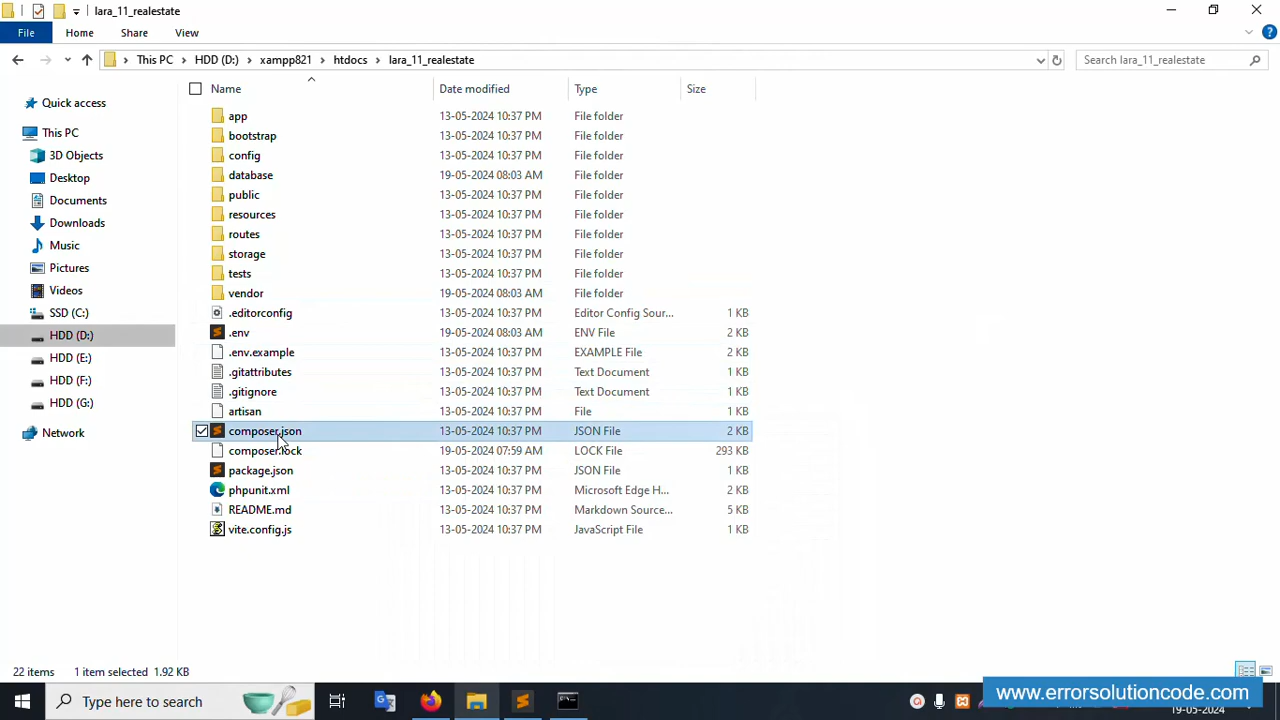 lara_11_realestate
File Home Share View
This PC HDD (D:) xampp821 htdocs lara_11_realestate Search lara_11_realestate
Name Date modified Type Size
Quick access
This PC
3D Objects
Desktop
Documents
Downloads
Music
Pictures
Videos
SSD (C:)
HDD (D:)
HDD (E:)
HDD (F:)
HDD (G:)
Network
app 13-05-2024 10:37 PM File folder
bootstrap 13-05-2024 10:37 PM File folder
config 13-05-2024 10:37 PM File folder
database 19-05-2024 08:03 AM File folder
public 13-05-2024 10:37 PM File folder
resources 13-05-2024 10:37 PM File folder
routes 13-05-2024 10:37 PM File folder
storage 13-05-2024 10:37 PM File folder
tests 13-05-2024 10:37 PM File folder
vendor 19-05-2024 08:03 AM File folder
.editorconfig 13-05-2024 10:37 PM Editor Config Sour... 1 KB
.env 19-05-2024 08:03 AM ENV File 2 KB
.env.example 13-05-2024 10:37 PM EXAMPLE File 2 KB
.gitattributes 13-05-2024 10:37 PM Text Document 1 KB
.gitignore 13-05-2024 10:37 PM Text Document 1 KB
artisan 13-05-2024 10:37 PM File 1 KB
composer.json 13-05-2024 10:37 PM JSON File 2 KB
composer.lock 19-05-2024 07:59 AM LOCK File 293 KB
package.json 13-05-2024 10:37 PM JSON File 1 KB
phpunit.xml 13-05-2024 10:37 PM Microsoft Edge H... 2 KB
README.md 13-05-2024 10:37 PM Markdown Source... 5 KB
vite.config.js 13-05-2024 10:37 PM JavaScript File 1 KB
22 items 1 item selected 1.92 KB
Type here to search
www.errorsolutioncode.com
19-05-2024